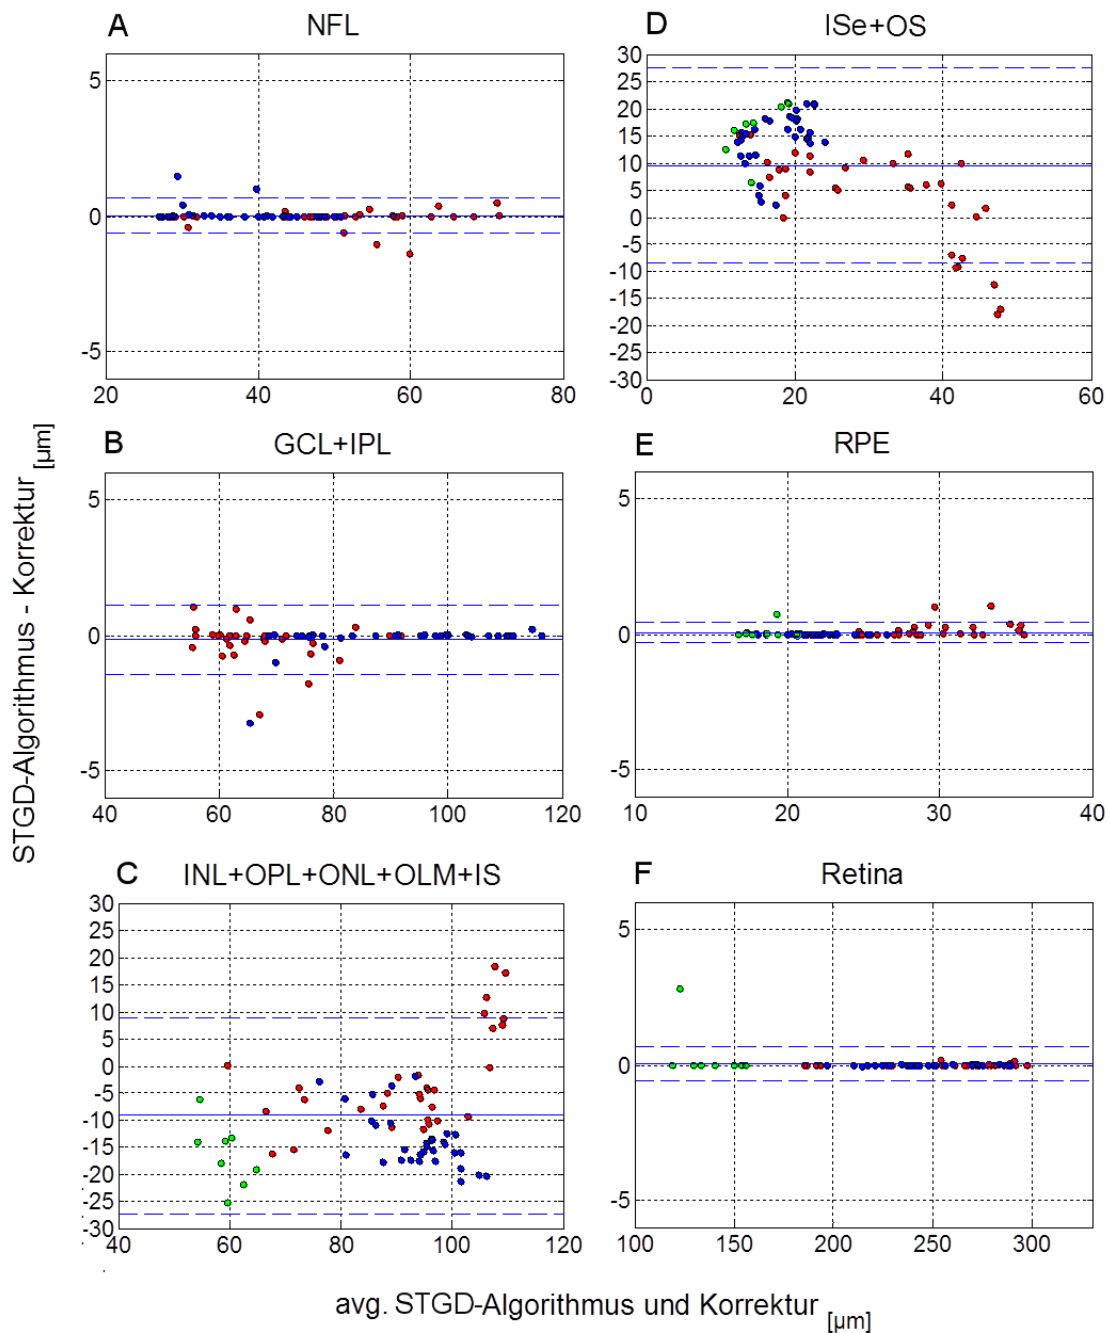 A NFL
5
0
-5
20 40 60 80
D ISe+OS
30
25
20
15
10
5
0
-5
-10
-15
-20
-25
-30
0 20 40 60
B GCL+IPL
5
0
-5
40 60 80 100 120
E RPE
5
0
-5
10 20 30 40
C INL+OPL+ONL+OLM+IS
30
25
20
15
10
5
0
-5
-10
-15
-20
-25
-30
40 60 80 100 120
F Retina
5
0
-5
100 150 200 250 300
STGD-Algorithmus - Korrektur [µm]
avg. STGD-Algorithmus und Korrektur [µm]